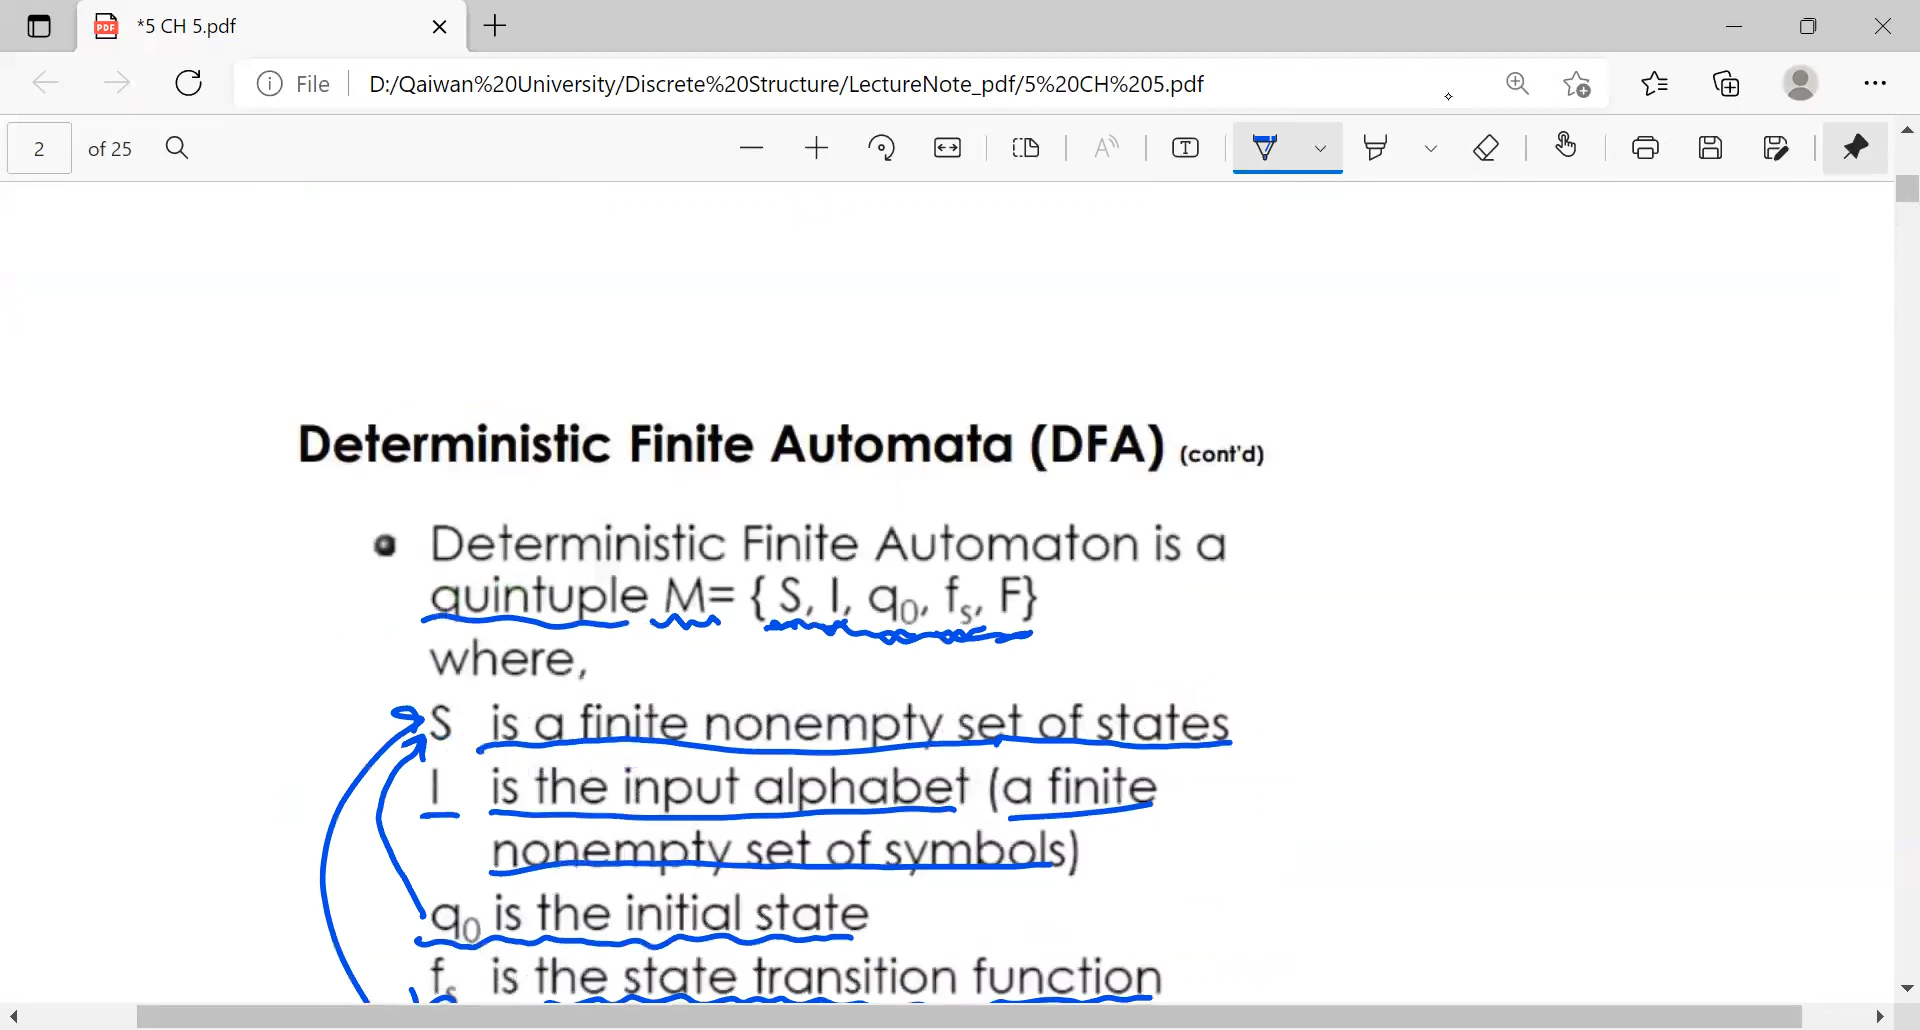 *5 CH 5.pdf
File
D:/Qaiwan%20University/Discrete%20Structure/LectureNote_pdf/5%20CH%205.pdf
2 of 25
Deterministic Finite Automata (DFA) (cont'd)
Deterministic Finite Automaton is a
quintuple M= { S, I, q0, fs, F}
where,
S is a finite nonempty set of states
I is the input alphabet (a finite
nonempty set of symbols)
q0 is the initial state
fs is the state transition function